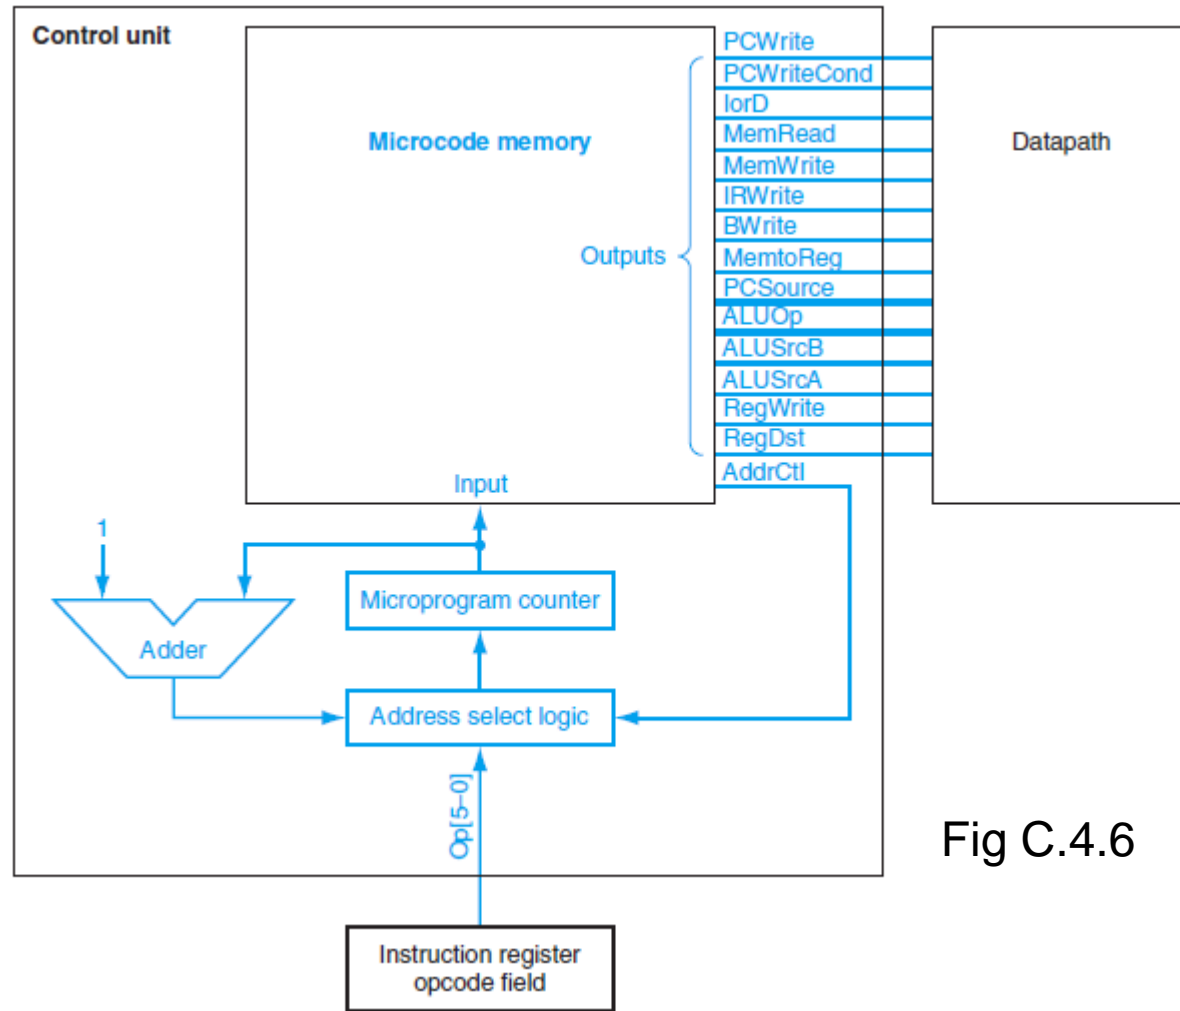 Control unit
Microcode memory
Outputs
Input
PCWrite
PCWriteCond
IorD
MemRead
MemWrite
IRWrite
BWrite
MemtoReg
PCSource
ALUOp
ALUSrcB
ALUSrcA
RegWrite
RegDst
AddrCtl
Datapath
1
Adder
Microprogram counter
Address select logic
Op[5–0]
Instruction register
opcode field
Fig C.4.6